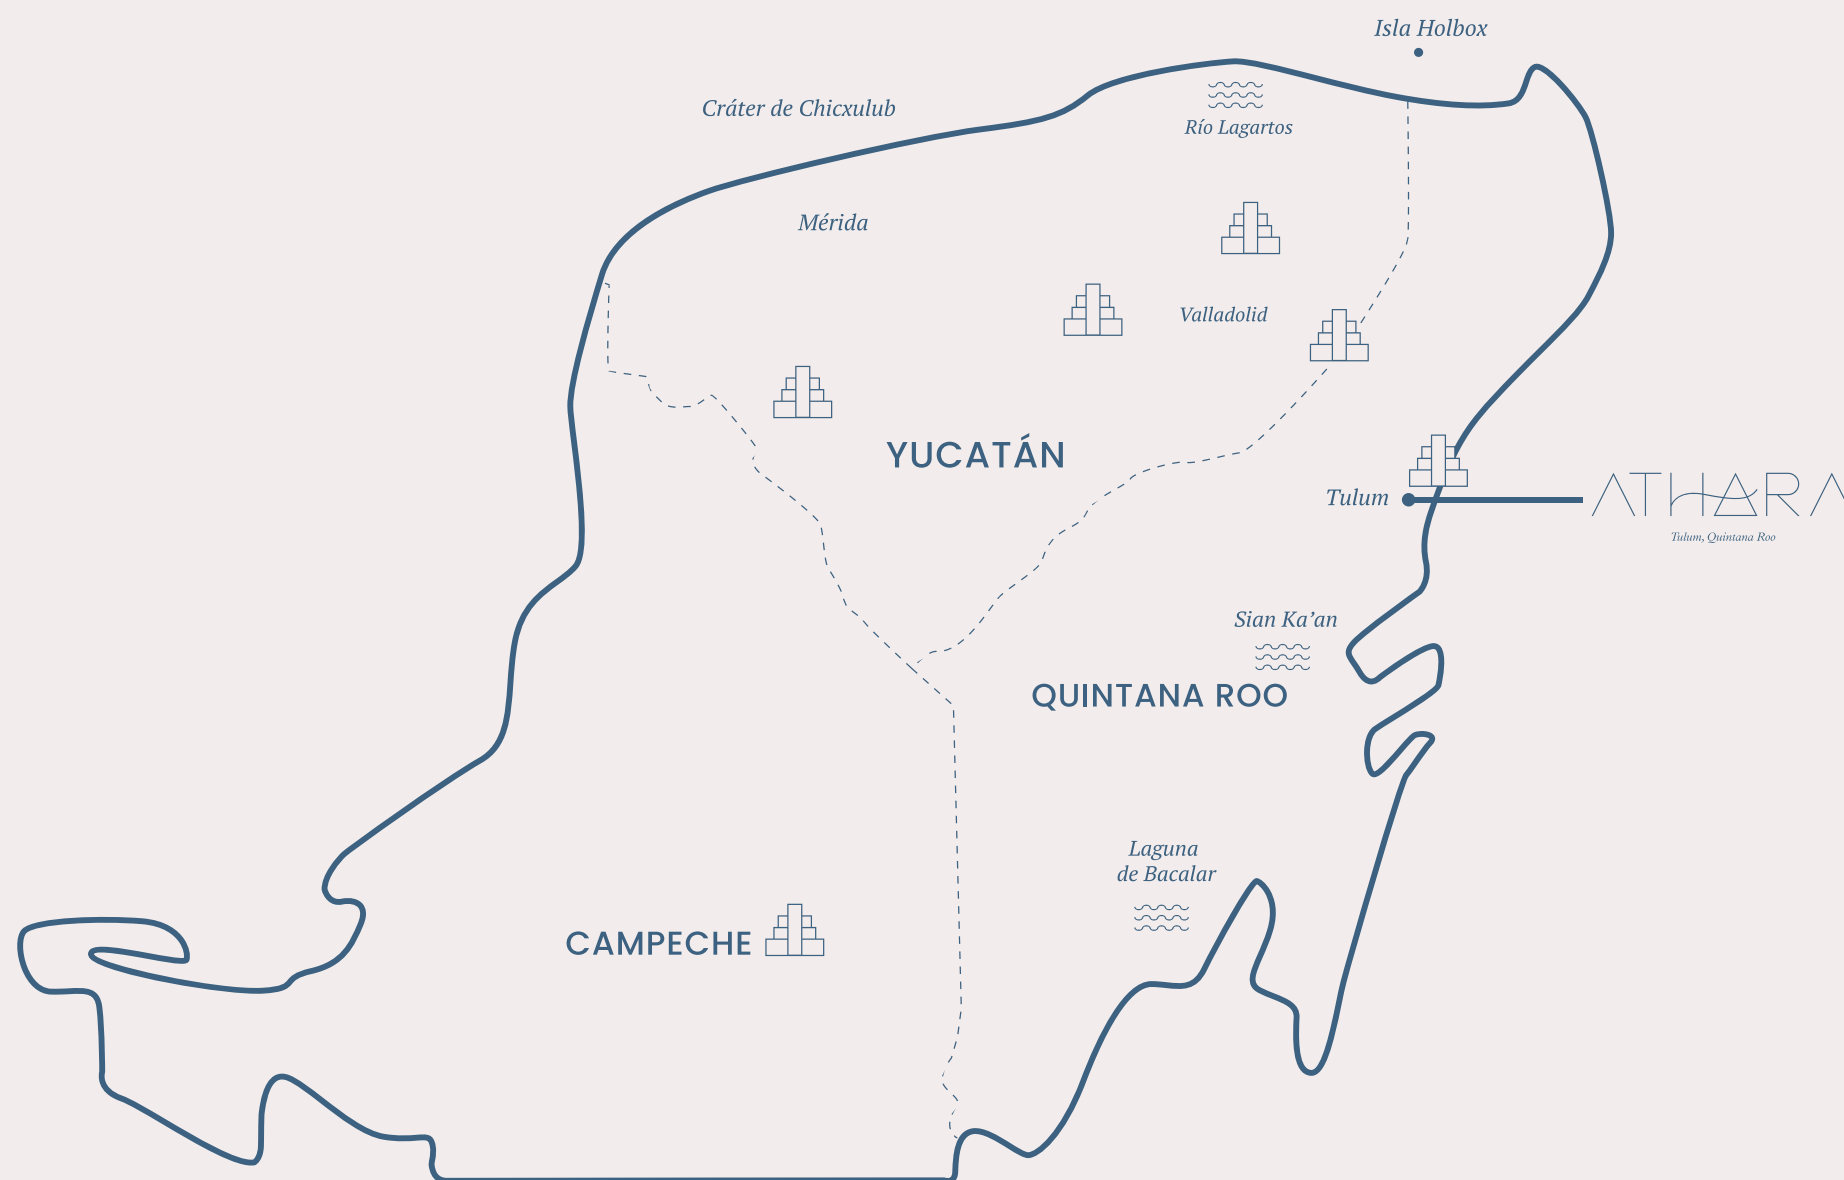 Isla Holbox
Cráter de Chicxulub
Río Lagartos
Mérida
Valladolid
YUCATÁN
Tulum
ATHARA
Tulum, Quintana Roo
Sian Ka’an
QUINTANA ROO
Laguna
de Bacalar
CAMPECHE